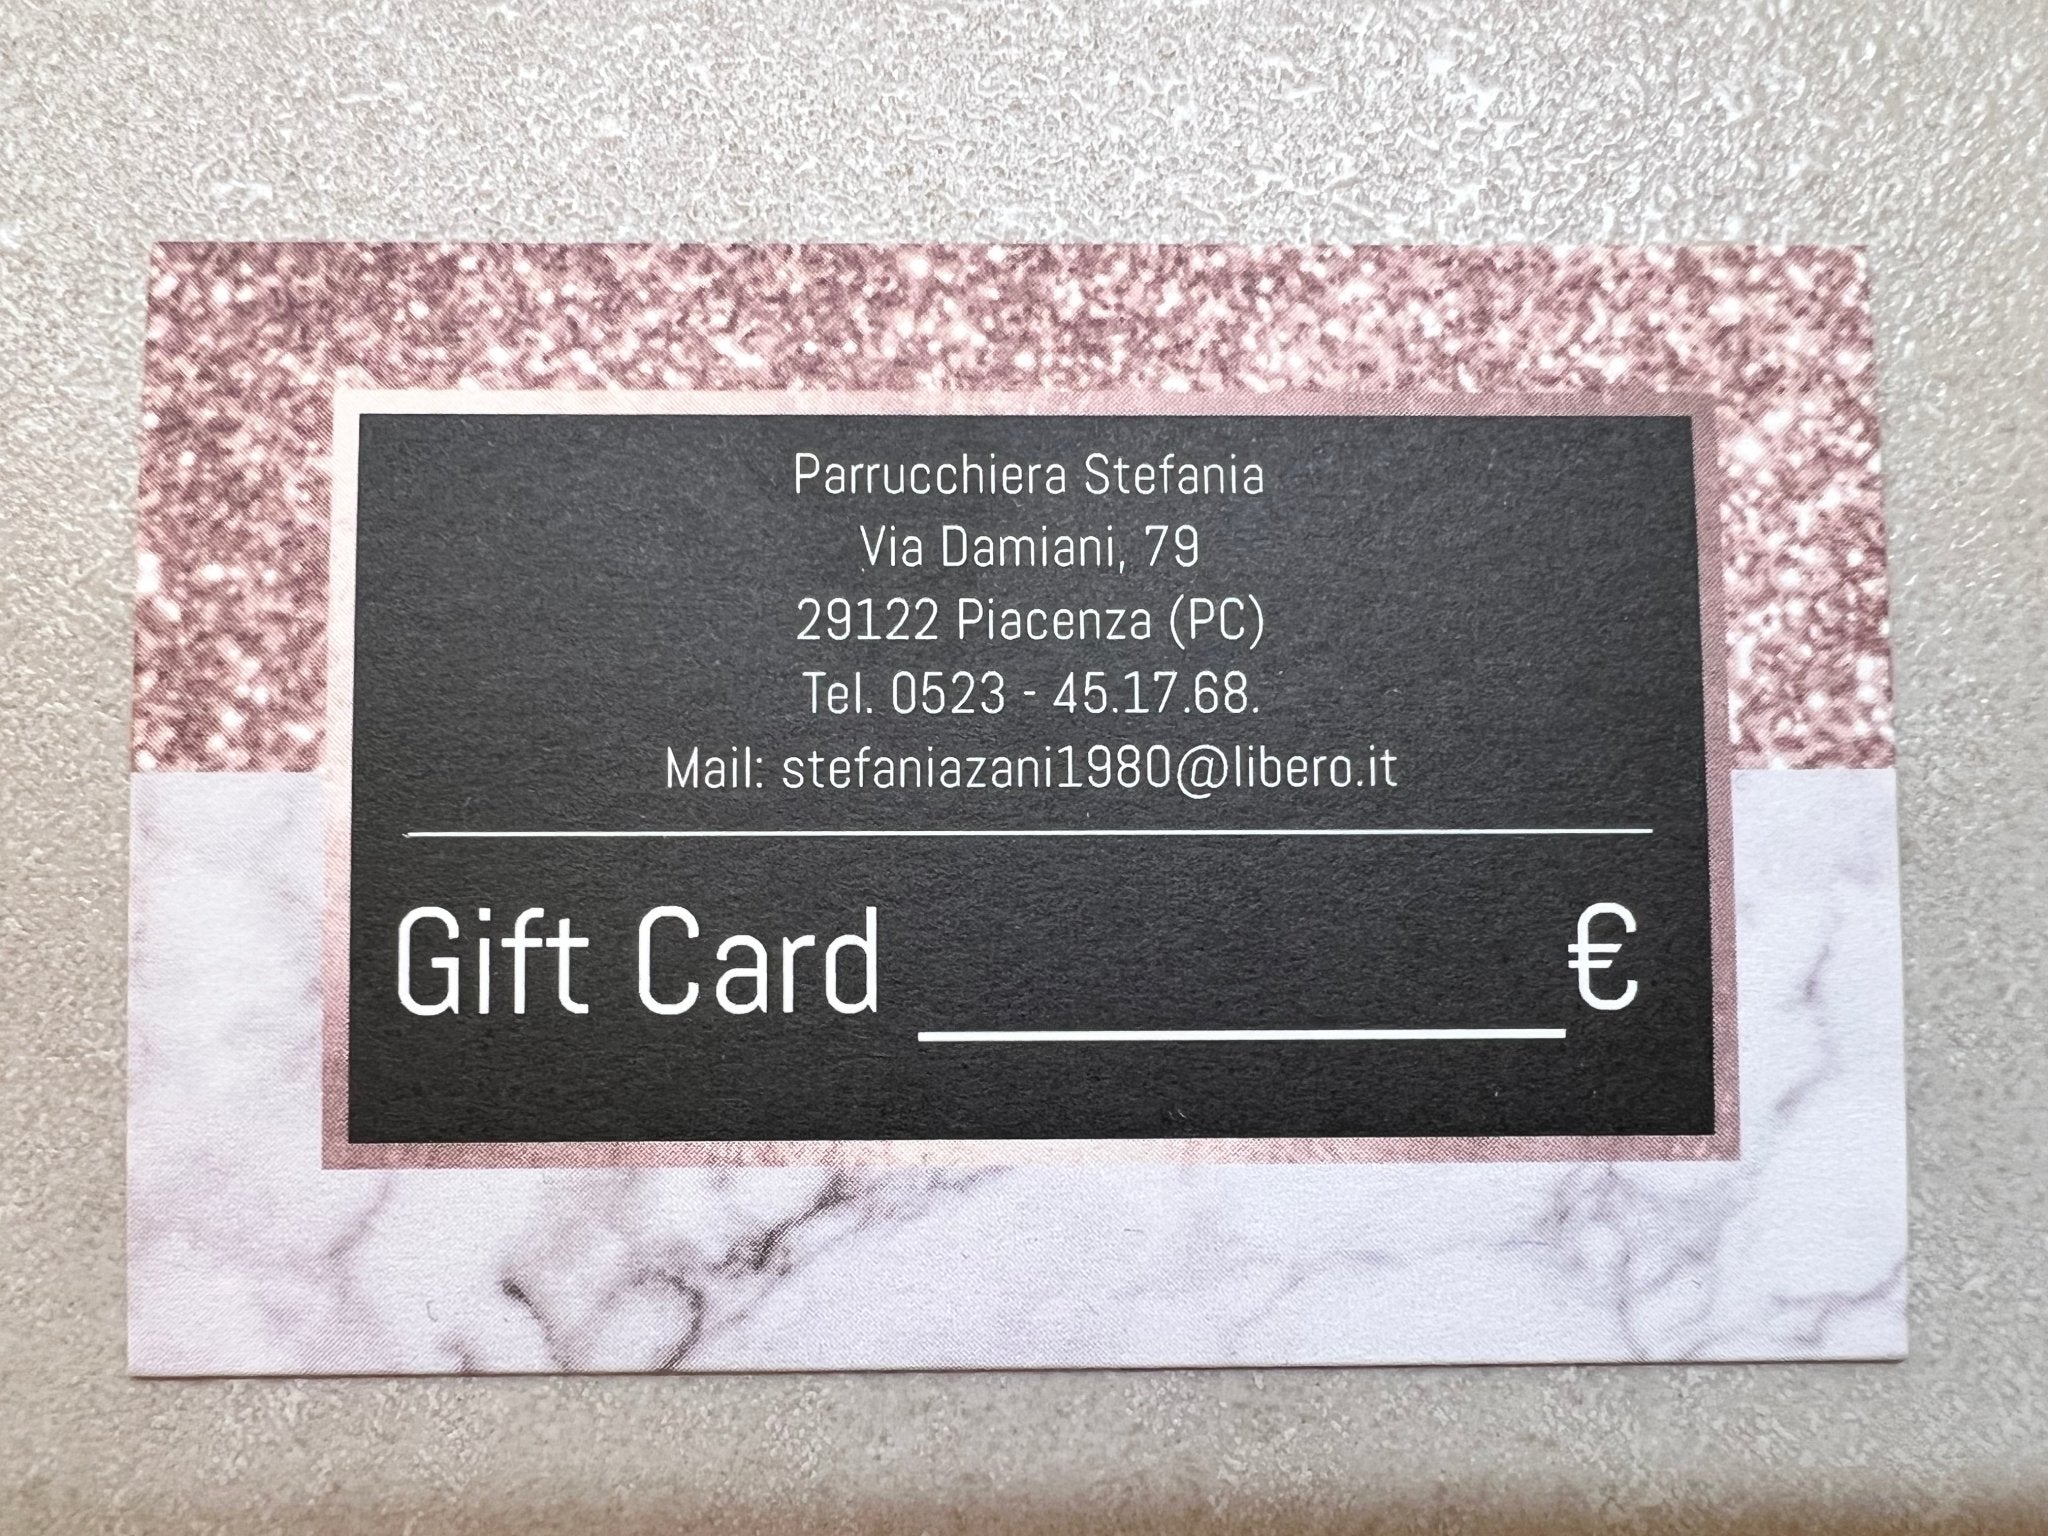 Parrucchiera Stefania
Via Damiani, 79
29122 Piacenza (PC)
Tel. 0523 - 45.17.68.
Mail: stefaniazani1980@libero.it
Gift Card __________€